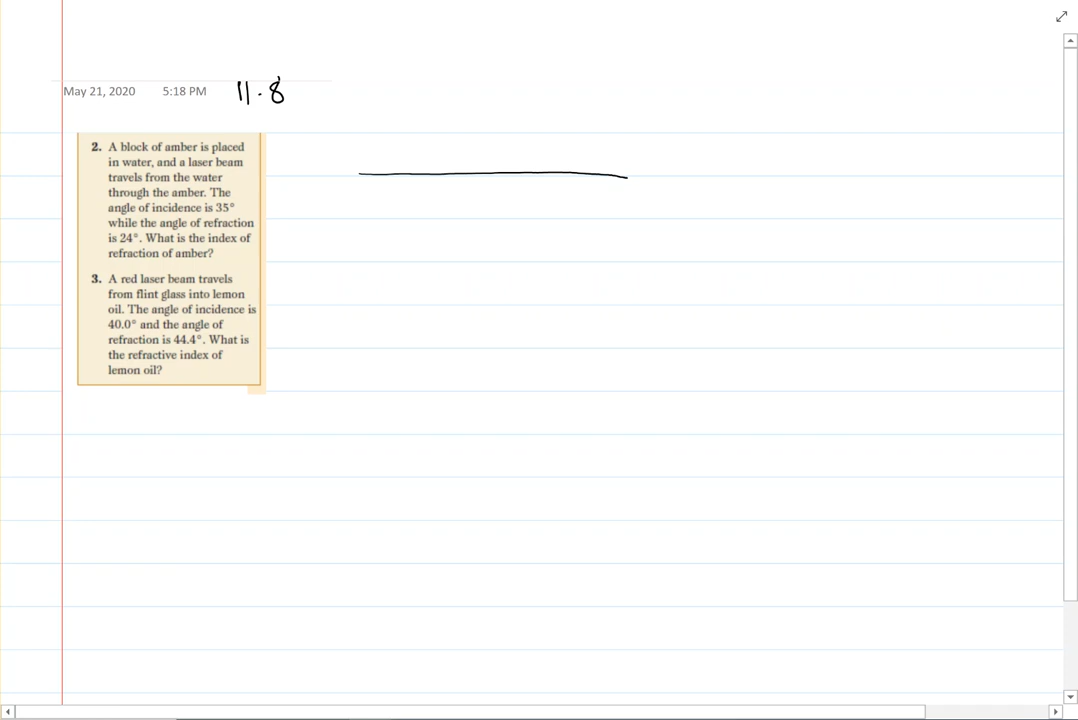 May 21, 2020 5:18 PM 11.8
2. A block of amber is placed
in water, and a laser beam
travels from the water
through the amber. The
angle of incidence is 35°
while the angle of refraction
is 24°. What is the index of
refraction of amber?
3. A red laser beam travels
from flint glass into lemon
oil. The angle of incidence is
40.0° and the angle of
refraction is 44.4°. What is
the refractive index of
lemon oil?